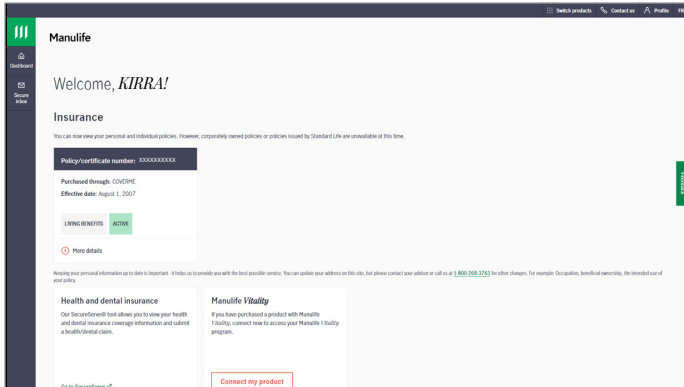 Switch products
Contact us
Profile
FR
Manulife
Dashboard
Secure
inbox
Welcome, KIRRA!
Insurance
You can now view your personal and individual policies. However, corporately owned policies or policies issued by Standard Life are unavailable at this time.
Policy/certificate number: XXXXXXXXXX
Purchased through: COVERME
Effective date: August 1, 2007
LIVING BENEFITS
ACTIVE
More details
Feedback
Keeping your personal information up to date is important - it helps us to provide you with the best possible service. You can update your address on this site, but please contact your advisor or call us at 1-800-268-3763 for other changes. For example: Occupation, beneficial ownership, the intended use of
your policy.
Health and dental insurance
Our SecureServe® tool allows you to view your health
and dental insurance coverage information and submit
a health/dental claim.
Go to SecureServe
Manulife Vitality
If you have purchased a product with Manulife
Vitality, connect now to access your Manulife Vitality
program.
Connect my product